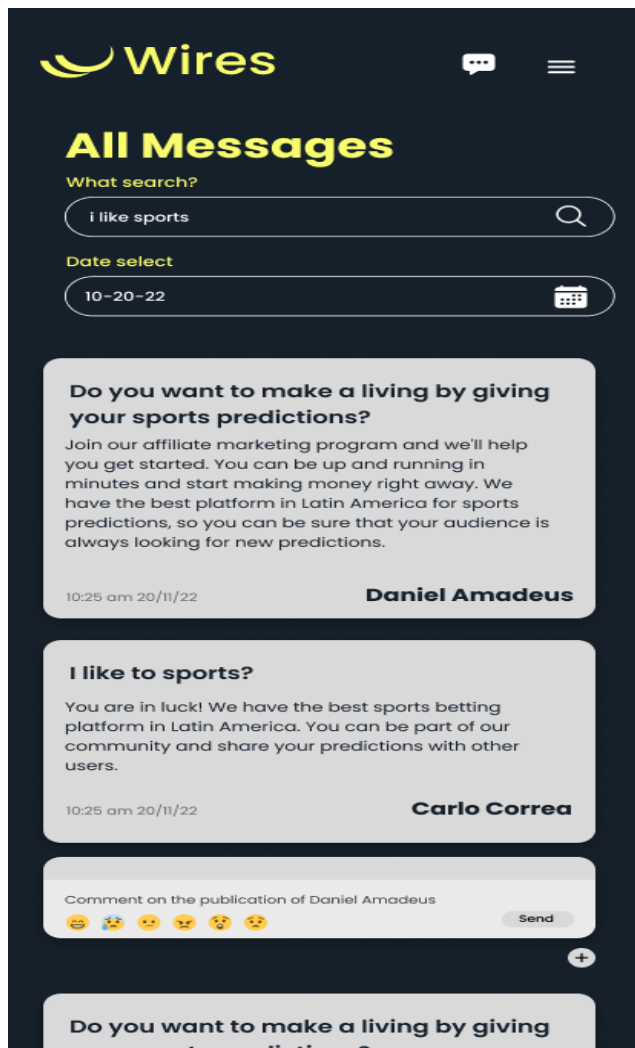 Wires
All Messages
What search?
i like sports
Date select
10-20-22
Do you want to make a living by giving
your sports predictions?
Join our affiliate marketing program and we'll help
you get started. You can be up and running in
minutes and start making money right away. We
have the best platform in Latin America for sports
predictions, so you can be sure that your audience is
always looking for new predictions.
10:25 am 20/11/22
Daniel Amadeus
I like to sports?
You are in luck! We have the best sports betting
platform in Latin America. You can be part of our
community and share your predictions with other
users.
10:25 am 20/11/22
Carlo Correa
Comment on the publication of Daniel Amadeus
Send
Do you want to make a living by giving